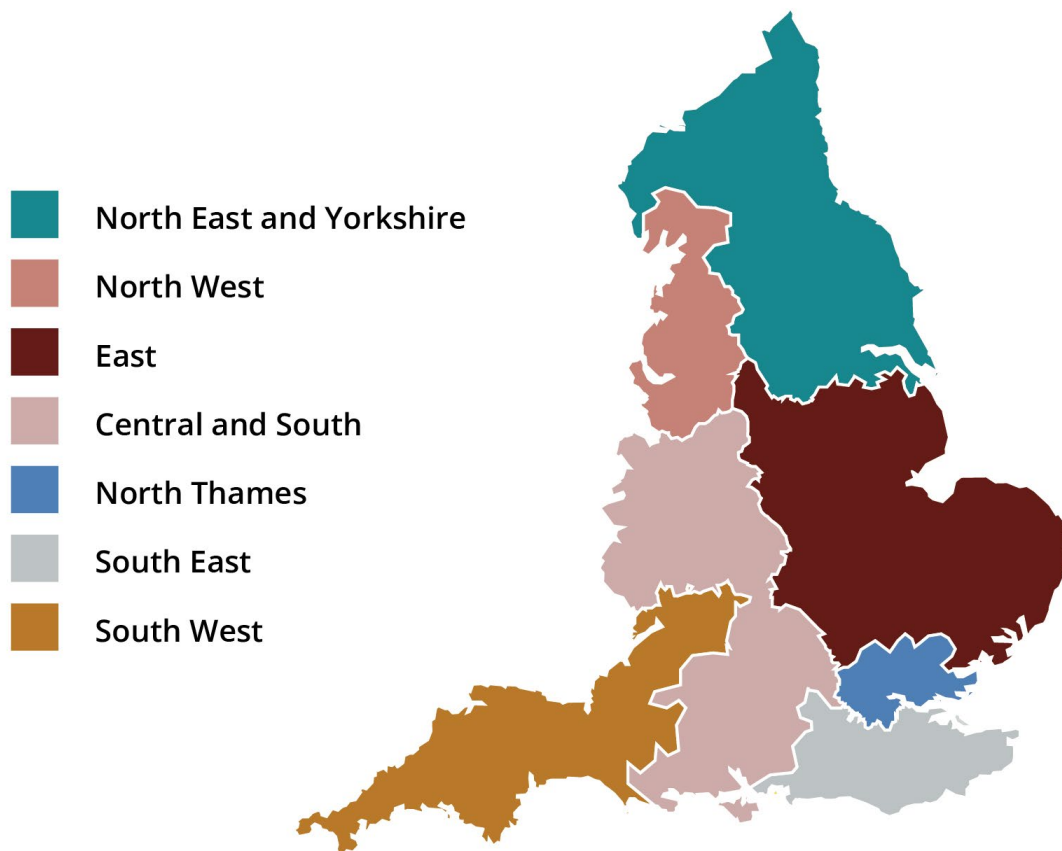 North East and Yorkshire
North West
East
Central and South
North Thames
South East
South West